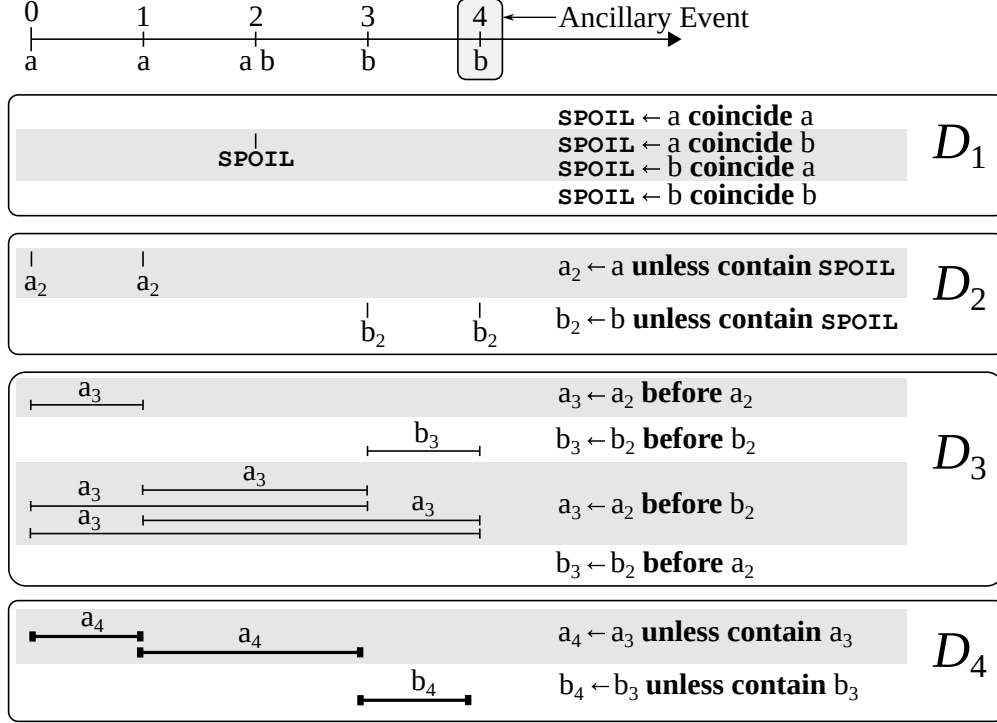 0 1 2 3 4 Ancillary Event
a a a b b b
SPOIL ← a coincide a
SPOIL ← a coincide b
SPOIL
SPOIL ← b coincide a
SPOIL ← b coincide b
D₁
a₂ a₂ a₂ ← a unless contain SPOIL
b₂ b₂ b₂ ← b unless contain SPOIL
D₂
a₃ a₃ ← a₂ before a₂
b₃ b₃ ← b₂ before b₂
a₃
a₃ a₃ a₃ ← a₂ before b₂
a₃
b₃ ← b₂ before a₂
D₃
a₄ a₄ a₄ ← a₃ unless contain a₃
b₄ b₄ ← b₃ unless contain b₃
D₄